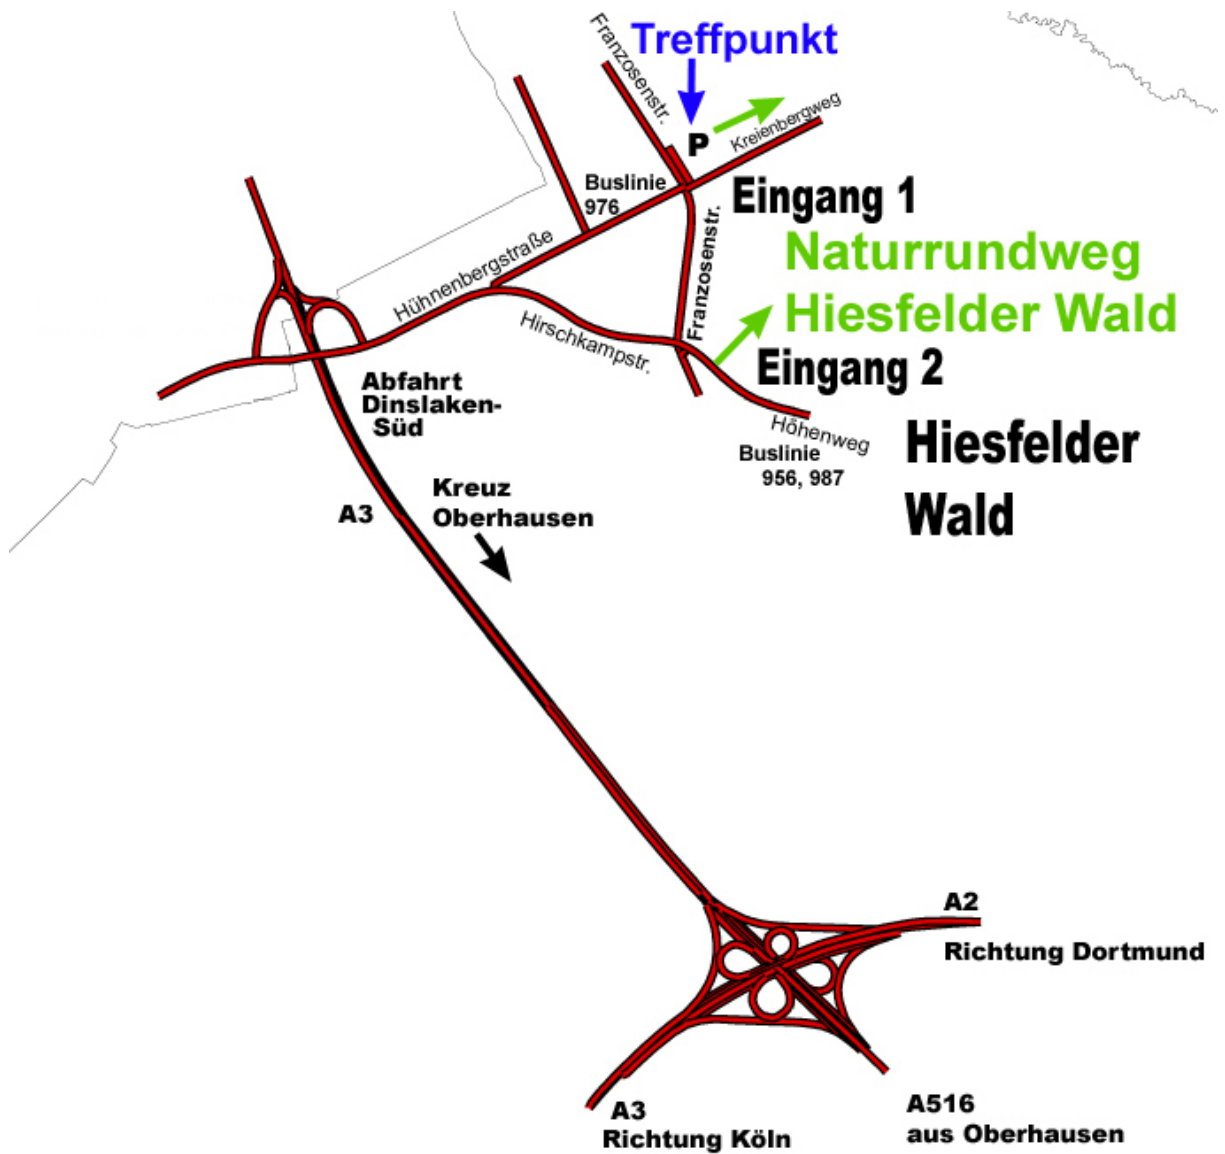 Treffpunkt
Franzosenstr.
P
Kreienbergweg
Buslinie
976
Eingang 1
Franzosenstr.
Naturrundweg
Hiesfelder Wald
Hühnenbergstraße
Hirschkampstr.
Eingang 2
Abfahrt
Dinslaken-
Süd
Höhenweg
Buslinie
956, 987
Hiesfelder
Wald
A3
Kreuz
Oberhausen
A2
Richtung Dortmund
A3
Richtung Köln
A516
aus Oberhausen